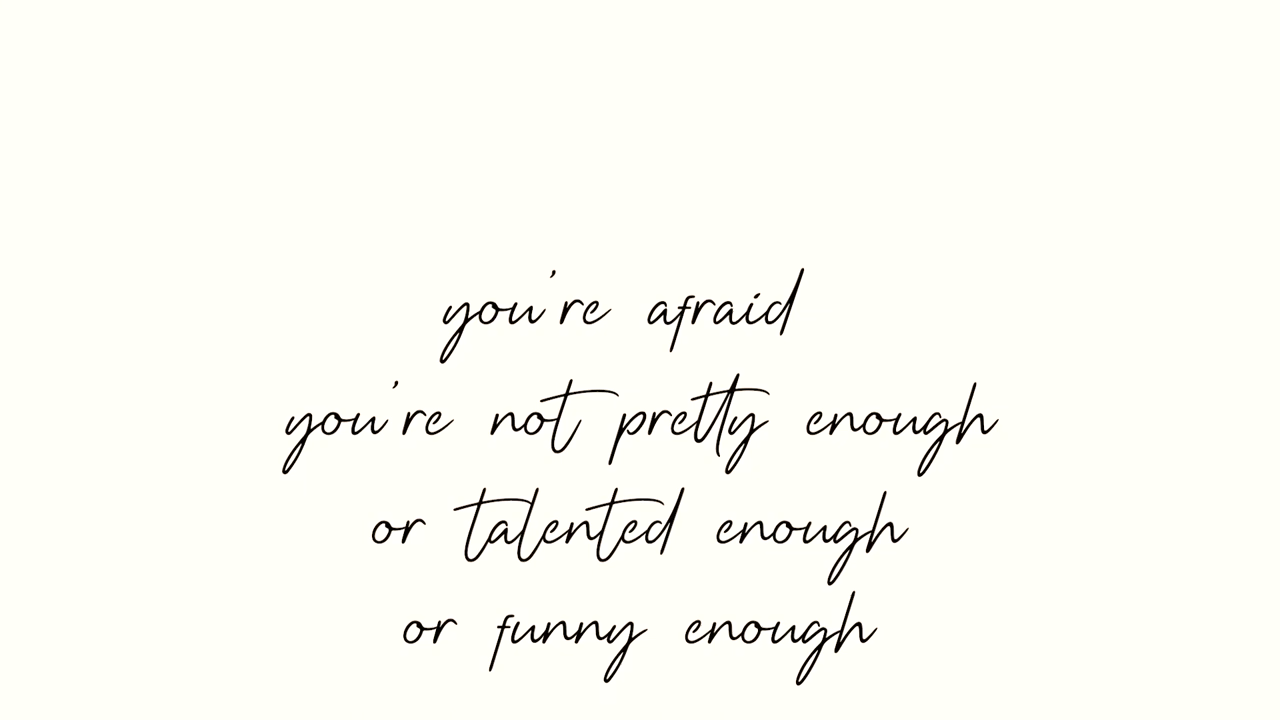 you're afraid
you're not pretty enough
or talented enough
or funny enough